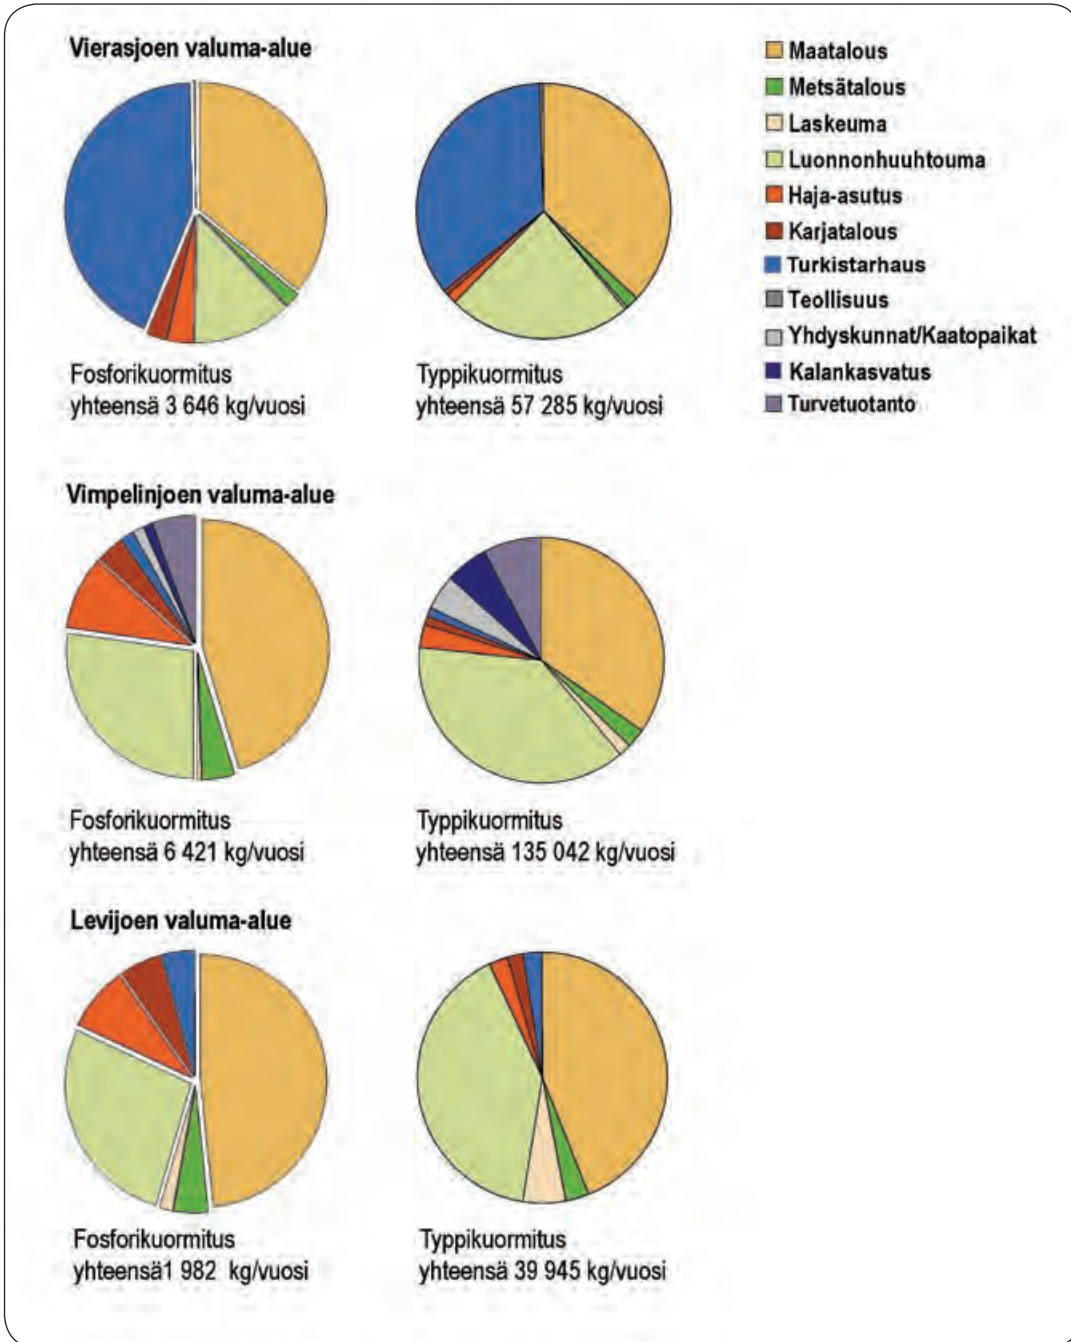 Vierasjoen valuma-alue
Fosforikuormitus
yhteensä 3 646 kg/vuosi
Typpikuormitus
yhteensä 57 285 kg/vuosi
Maatalous
Metsätalous
Laskeuma
Luonnonhuuhtouma
Haja-asutus
Karjatalous
Turkistarhaus
Teollisuus
Yhdyskunnat/Kaatopaikat
Kalankasvatus
Turvetuotanto
Vimpelinjoen valuma-alue
Fosforikuormitus
yhteensä 6 421 kg/vuosi
Typpikuormitus
yhteensä 135 042 kg/vuosi
Levijoen valuma-alue
Fosforikuormitus
yhteensä1 982 kg/vuosi
Typpikuormitus
yhteensä 39 945 kg/vuosi